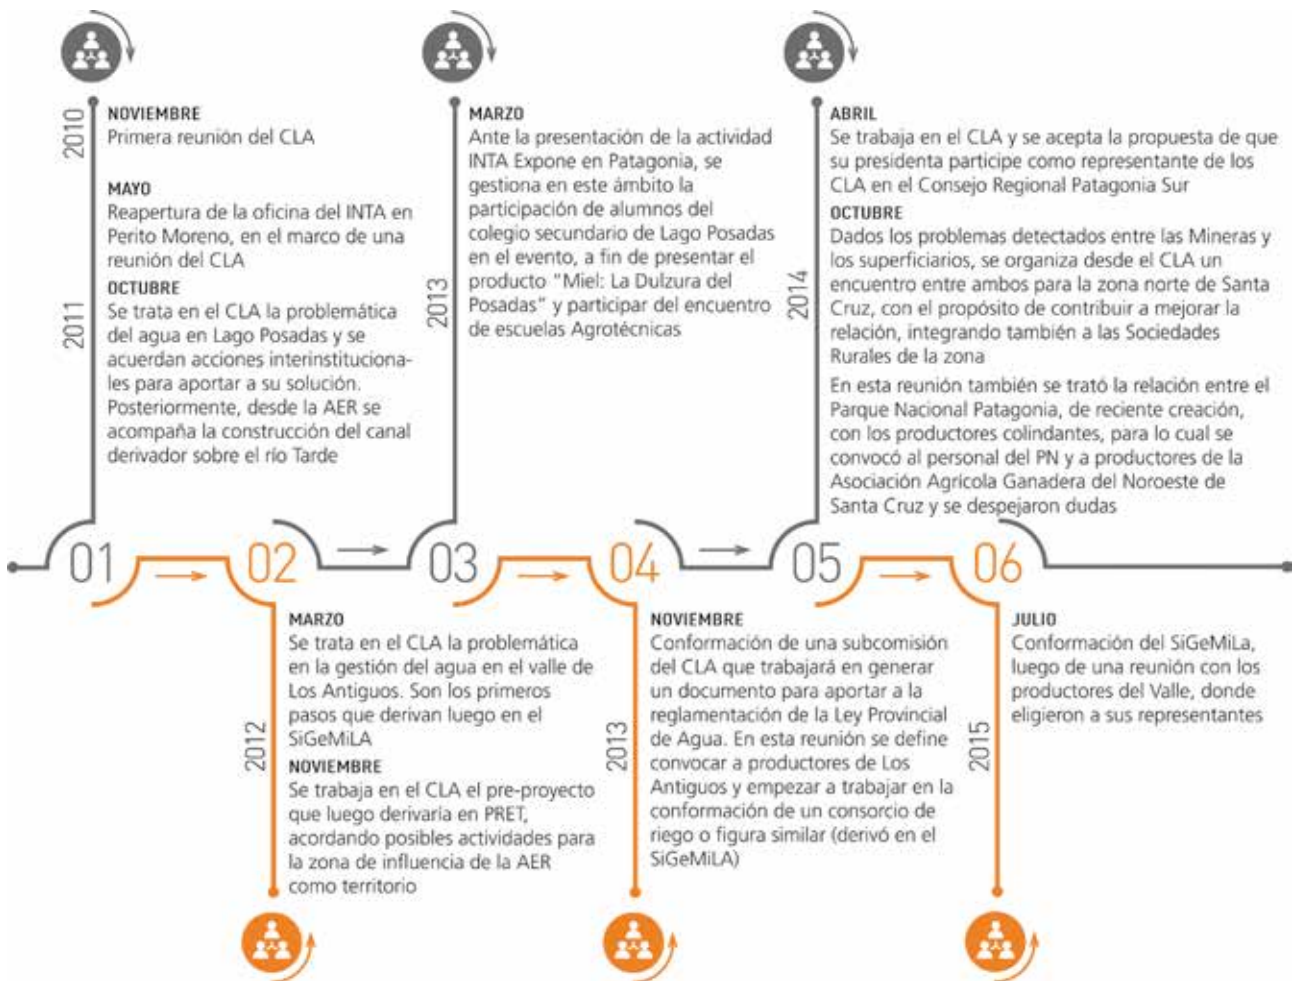 2010
NOVIEMBRE
Primera reunión del CLA
2011
MAYO
Reapertura de la oficina del INTA en
Perito Moreno, en el marco de una
reunión del CLA
OCTUBRE
Se trata en el CLA la problemática
del agua en Lago Posadas y se
acuerdan acciones interinstituciona-
les para aportar a su solución.
Posteriormente, desde la AER se
acompaña la construcción del canal
derivador sobre el río Tarde
01
02
2012
MARZO
Se trata en el CLA la problemática
en la gestión del agua en el valle de
Los Antiguos. Son los primeros
pasos que derivan luego en el
SiGeMiLA
NOVIEMBRE
Se trabaja en el CLA el pre-proyecto
que luego derivaría en PRET,
acordando posibles actividades para
la zona de influencia de la AER
como territorio
2013
MARZO
Ante la presentación de la actividad
INTA Expone en Patagonia, se
gestiona en este ámbito la
participación de alumnos del
colegio secundario de Lago Posadas
en el evento, a fin de presentar el
producto "Miel: La Dulzura del
Posadas" y participar del encuentro
de escuelas Agrotécnicas
03
04
2013
NOVIEMBRE
Conformación de una subcomisión
del CLA que trabajará en generar
un documento para aportar a la
reglamentación de la Ley Provincial
de Agua. En esta reunión se define
convocar a productores de Los
Antiguos y empezar a trabajar en la
conformación de un consorcio de
riego o figura similar (derivó en el
SiGeMiLA)
2014
ABRIL
Se trabaja en el CLA y se acepta la propuesta de que
su presidenta participe como representante de los
CLA en el Consejo Regional Patagonia Sur
OCTUBRE
Dados los problemas detectados entre las Mineras y
los superficiarios, se organiza desde el CLA un
encuentro entre ambos para la zona norte de Santa
Cruz, con el propósito de contribuir a mejorar la
relación, integrando también a las Sociedades
Rurales de la zona
En esta reunión también se trató la relación entre el
Parque Nacional Patagonia, de reciente creación,
con los productores colindantes, para lo cual se
convocó al personal del PN y a productores de la
Asociación Agrícola Ganadera del Noroeste de
Santa Cruz y se despejaron dudas
05
06
2015
JULIO
Conformación del SiGeMiLa,
luego de una reunión con los
productores del Valle, donde
eligieron a sus representantes